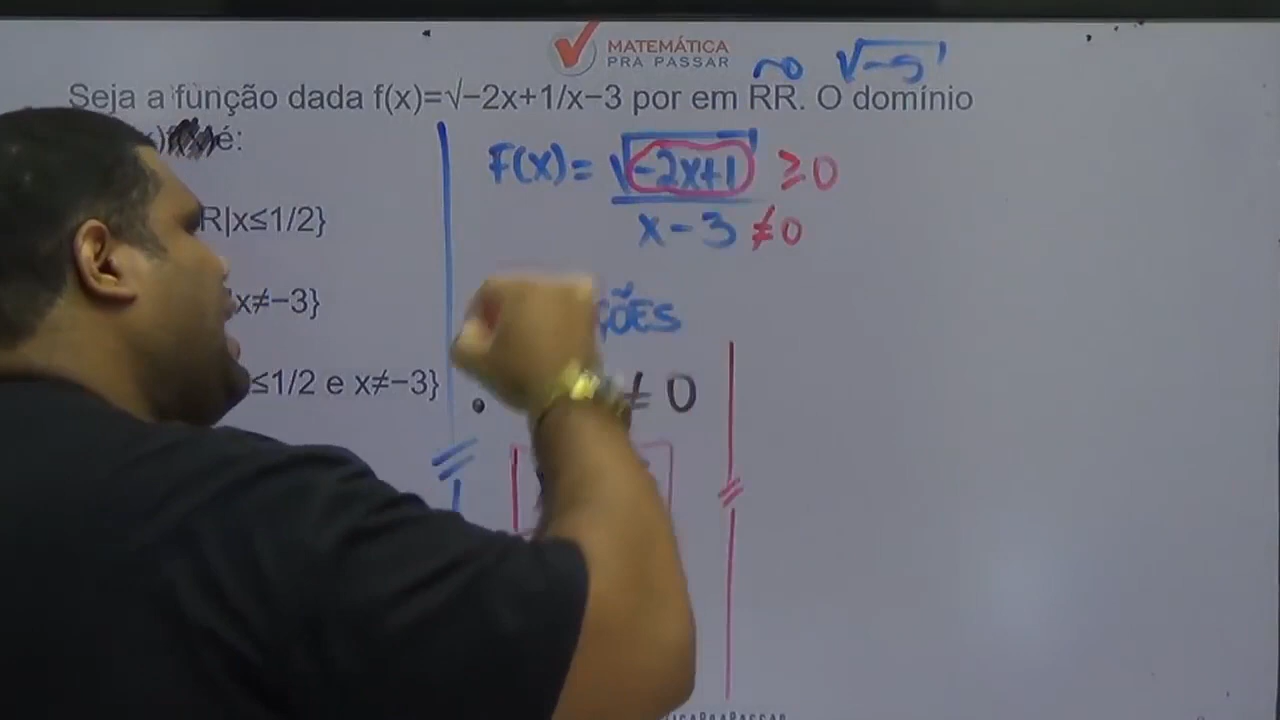 MATEMÁTICA
PRA PASSAR
√-5
Seja a função dada f(x)=√−2x+1/x−3 por em RR. O domínio
é:
F(x) = √-2x+1 ≥0
x-3 ≠0
R|x≤1/2}
x≠−3}
ÇÕES
≤1/2 e x≠−3}
≠ 0